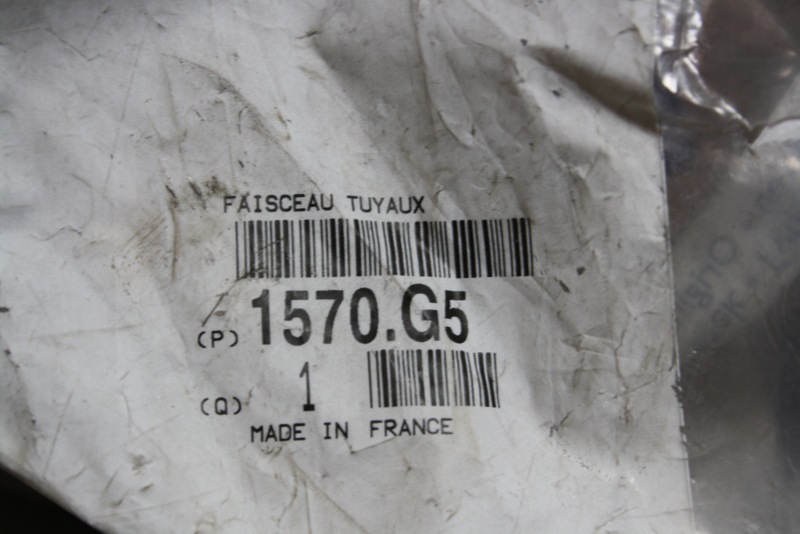 FAISCEAU TUYAUX
(P) 1570.G5
(Q) 1
MADE IN FRANCE